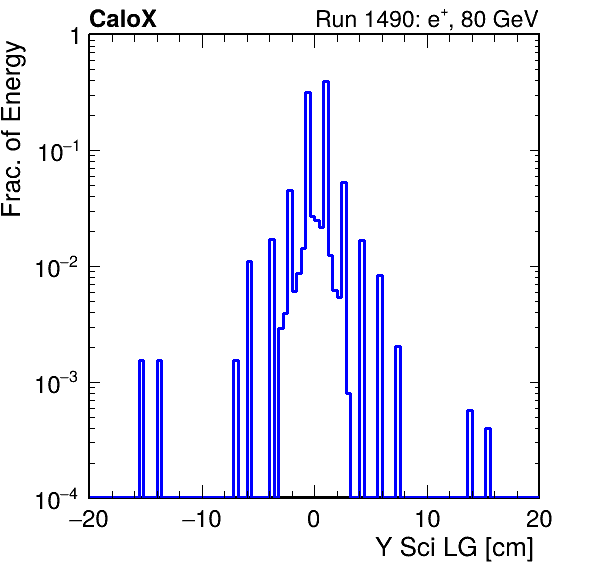 CaloX Run 1490: e⁺, 80 GeV
Frac. of Energy
1
10⁻¹
10⁻²
10⁻³
10⁻⁴
−20 −10 0 10 20
Y Sci LG [cm]